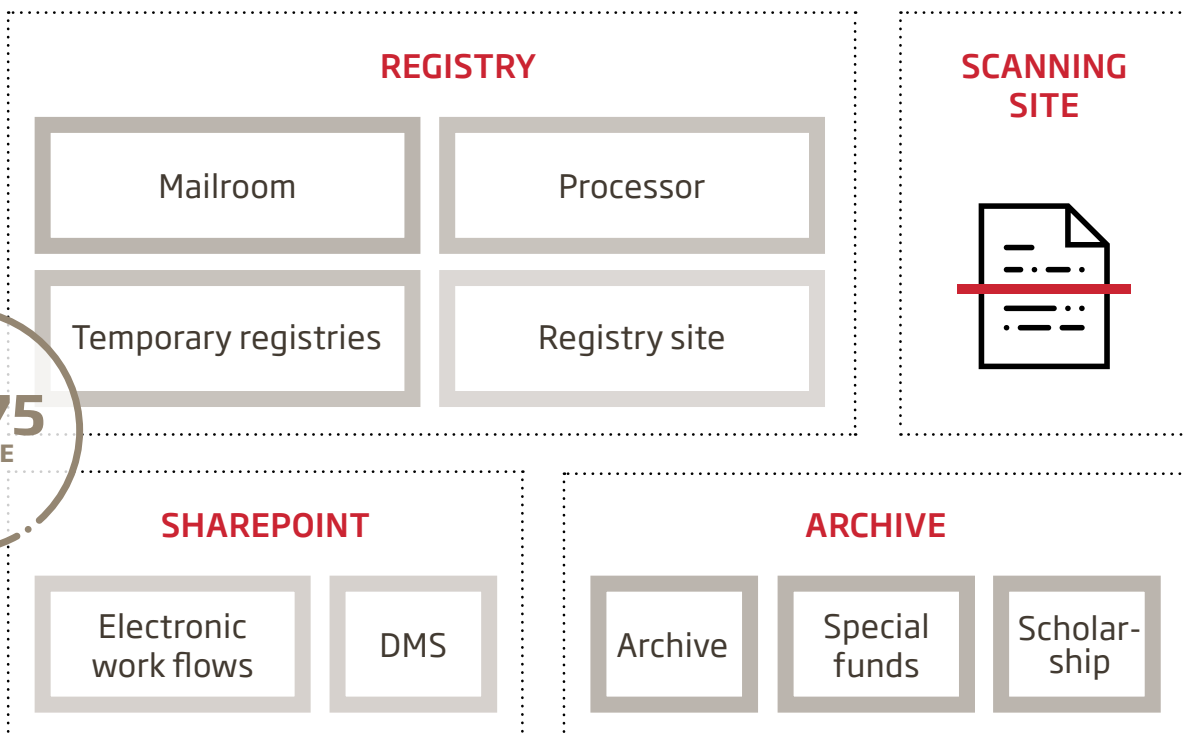 REGISTRY
Mailroom
Processor
Temporary registries
Registry site
SCANNING
SITE
75
E
SHAREPOINT
Electronic
work flows
DMS
ARCHIVE
Archive
Special
funds
Scholar-
ship